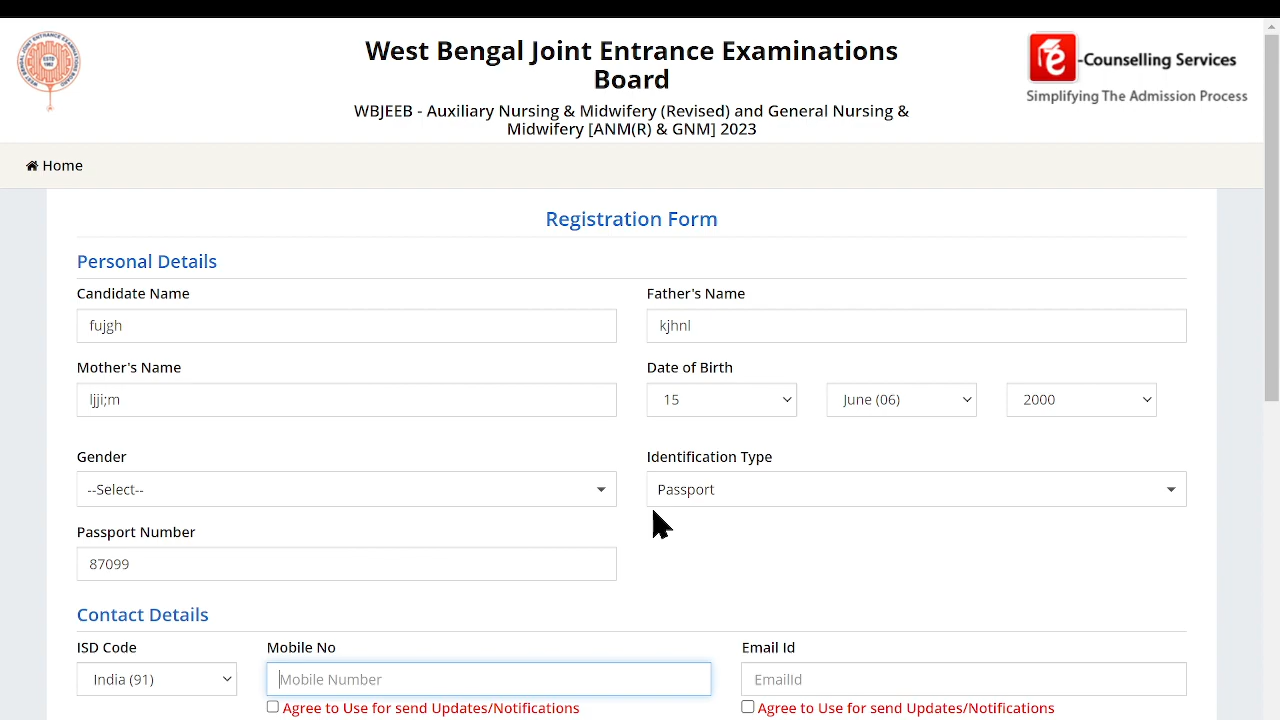 West Bengal Joint Entrance Examinations
Board
WBJEEB - Auxiliary Nursing & Midwifery (Revised) and General Nursing &
Midwifery [ANM(R) & GNM] 2023
e-Counselling Services
Simplifying The Admission Process
Home
Registration Form
Personal Details
Candidate Name
Father's Name
fujgh
kjhnl
Mother's Name
Date of Birth
ljji;m
15
June (06)
2000
Gender
Identification Type
--Select--
Passport
Passport Number
87099
Contact Details
ISD Code
Mobile No
Email Id
India (91)
Mobile Number
EmailId
Agree to Use for send Updates/Notifications
Agree to Use for send Updates/Notifications